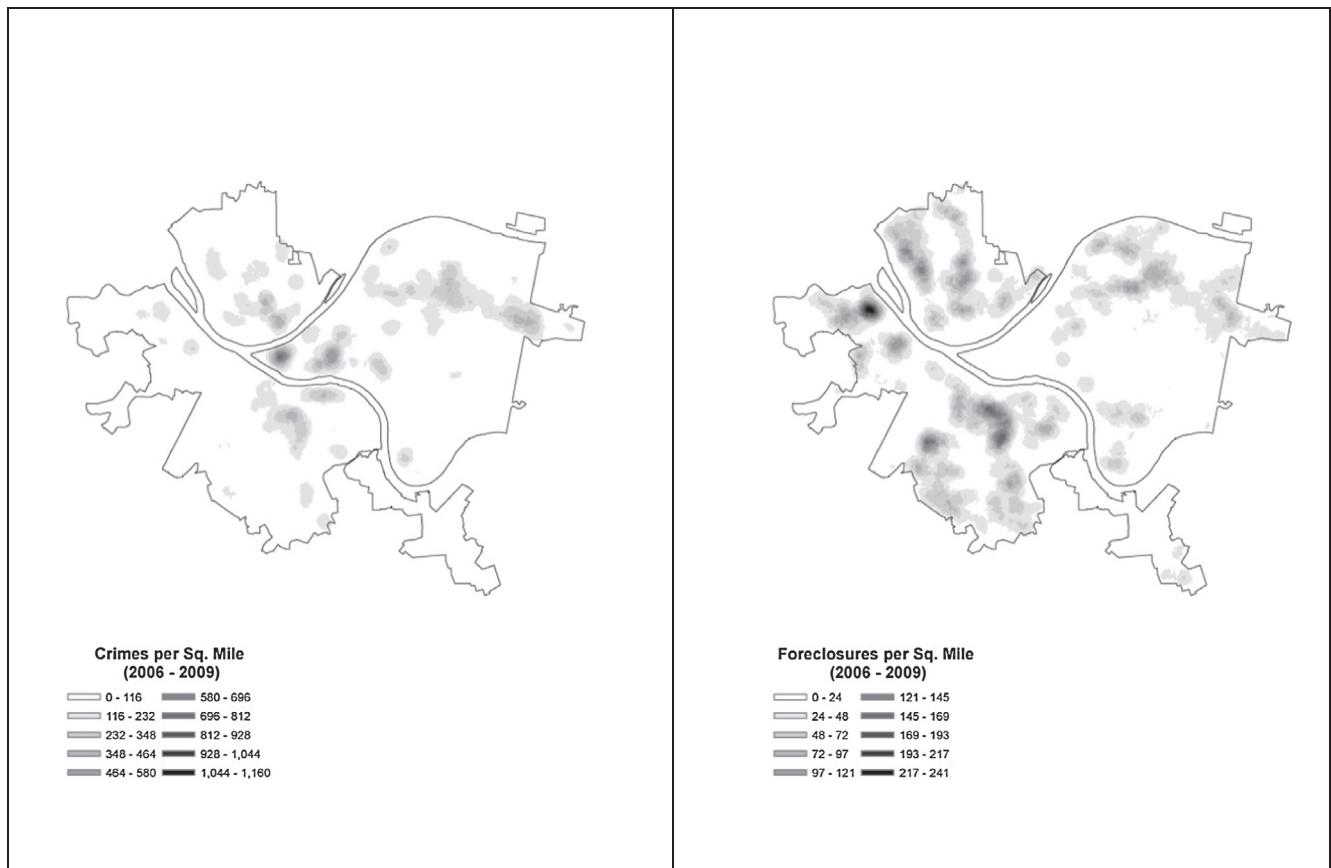 Crimes per Sq. Mile
(2006 - 2009)
0 - 116
116 - 232
232 - 348
348 - 464
464 - 580
580 - 696
696 - 812
812 - 928
928 - 1,044
1,044 - 1,160
Foreclosures per Sq. Mile
(2006 - 2009)
0 - 24
24 - 48
48 - 72
72 - 97
97 - 121
121 - 145
145 - 169
169 - 193
193 - 217
217 - 241